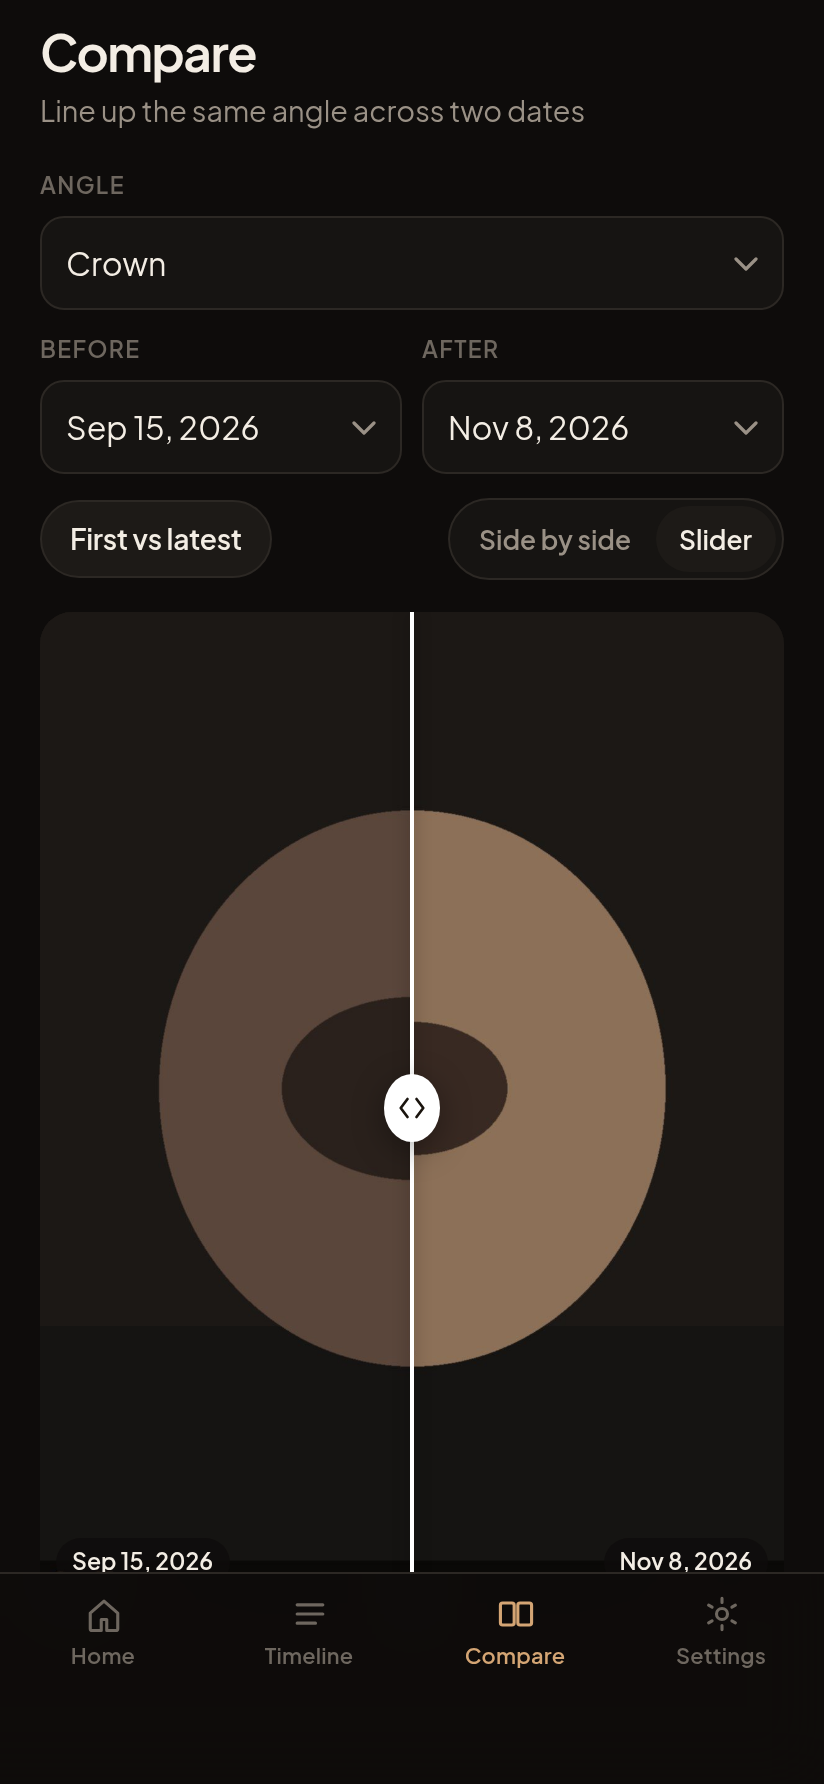 Compare
Line up the same angle across two dates
ANGLE
Crown
BEFORE
AFTER
Sep 15, 2026
Nov 8, 2026
First vs latest
Side by side
Slider
Sep 15, 2026
Nov 8, 2026
Home
Timeline
Compare
Settings